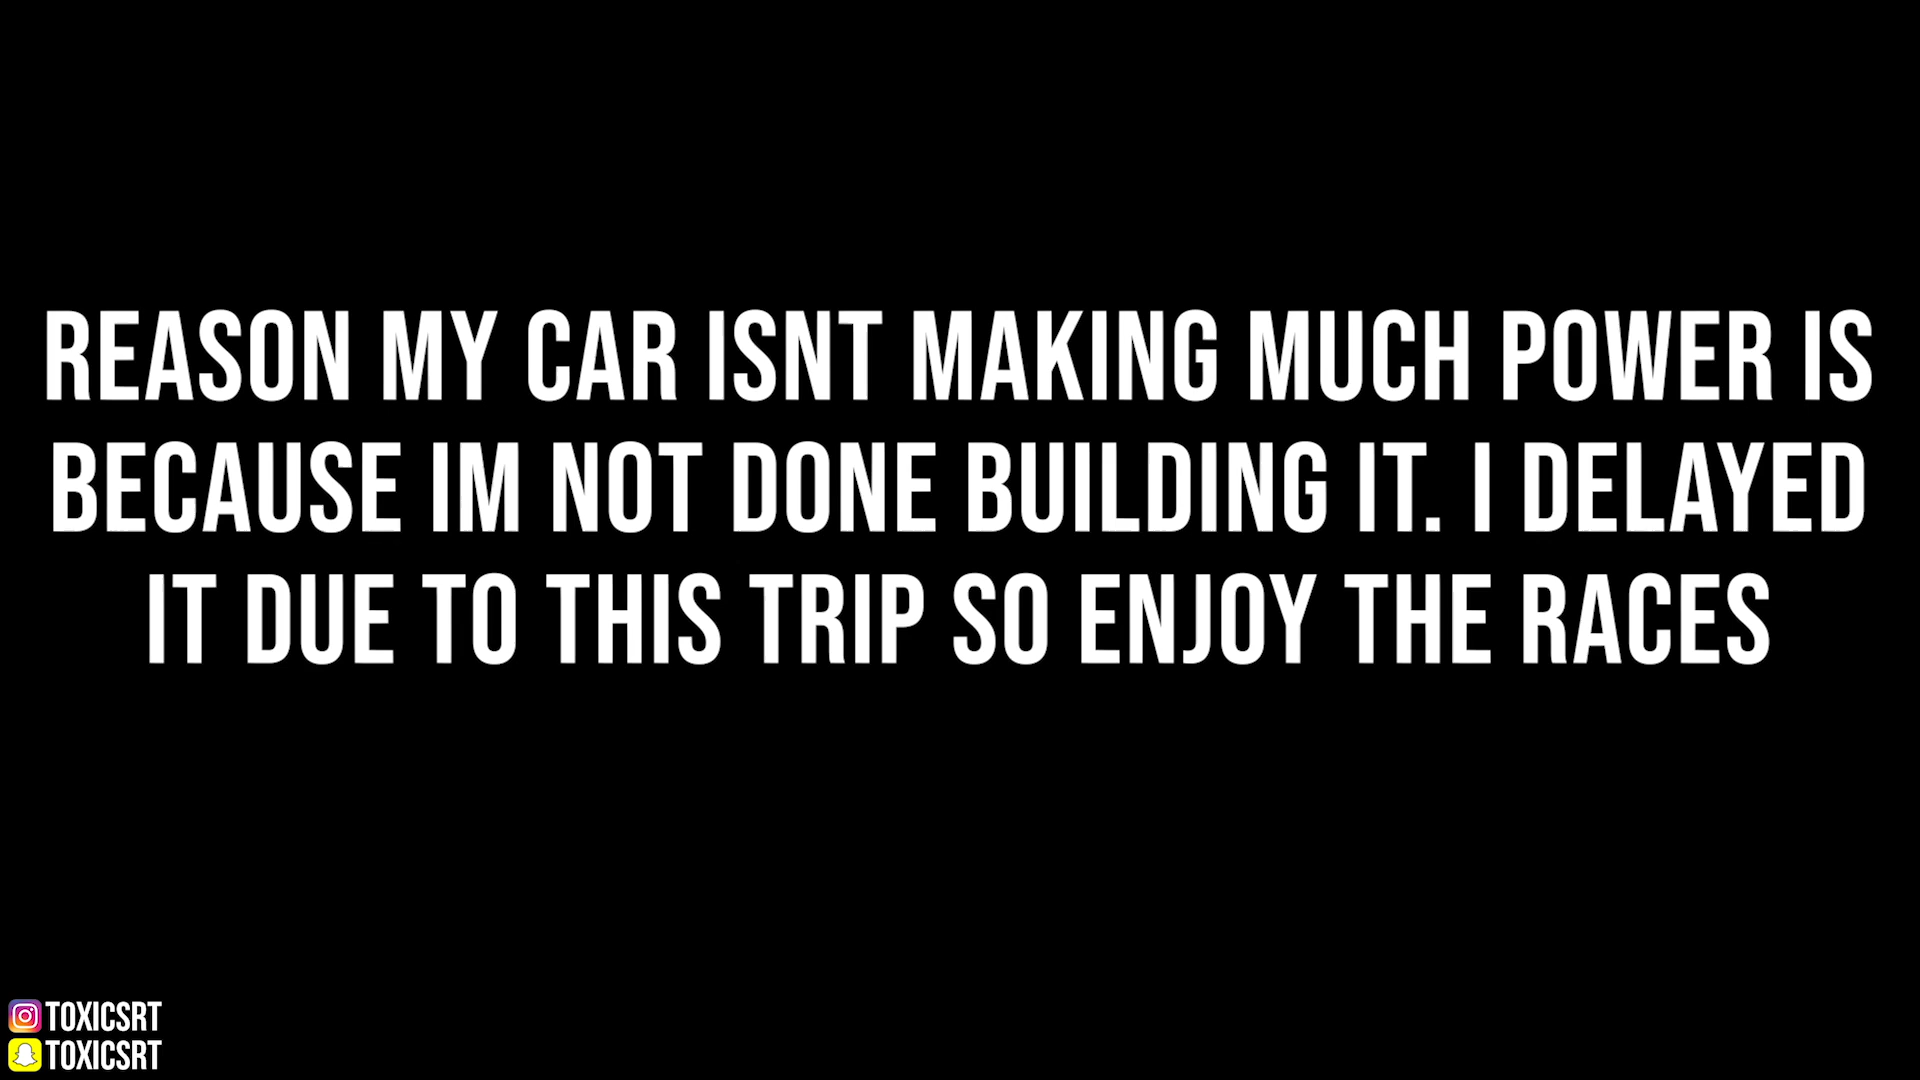 REASON MY CAR ISNT MAKING MUCH POWER IS
BECAUSE IM NOT DONE BUILDING IT. I DELAYED
IT DUE TO THIS TRIP SO ENJOY THE RACES
TOXICSRT
TOXICSRT